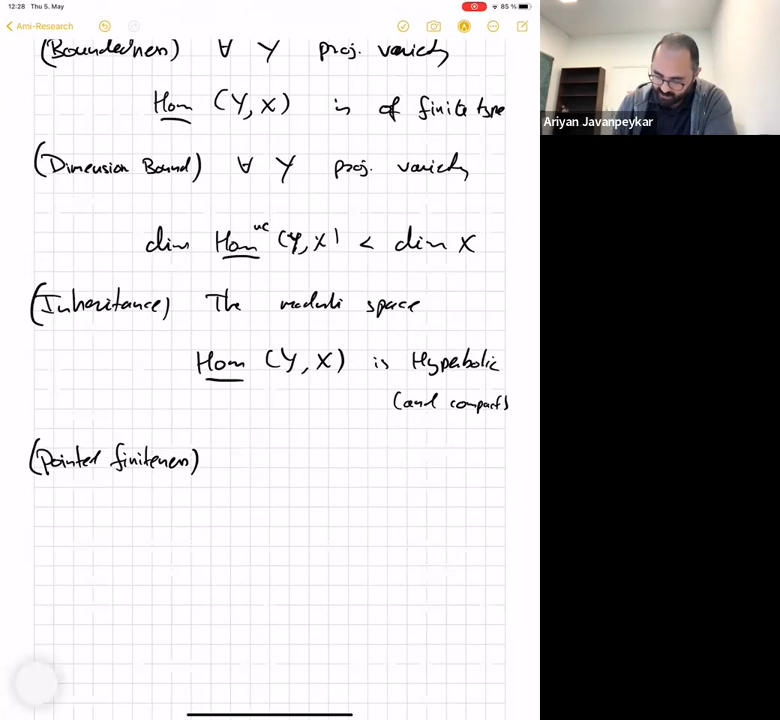 12:28 Thu 5. May
85 %
Ami-Research
(Boundedness) ∀ Y proj. variety
Hom (Y, X) is of finite type
(Dimension Bound) ∀ Y proj. variety
dim Hom^nc (Y, X) < dim X
(Inheritance) The moduli space
Hom (Y, X) is Hyperbolic
(and compact)
(Pointed finiteness)
Ariyan Javanpeykar